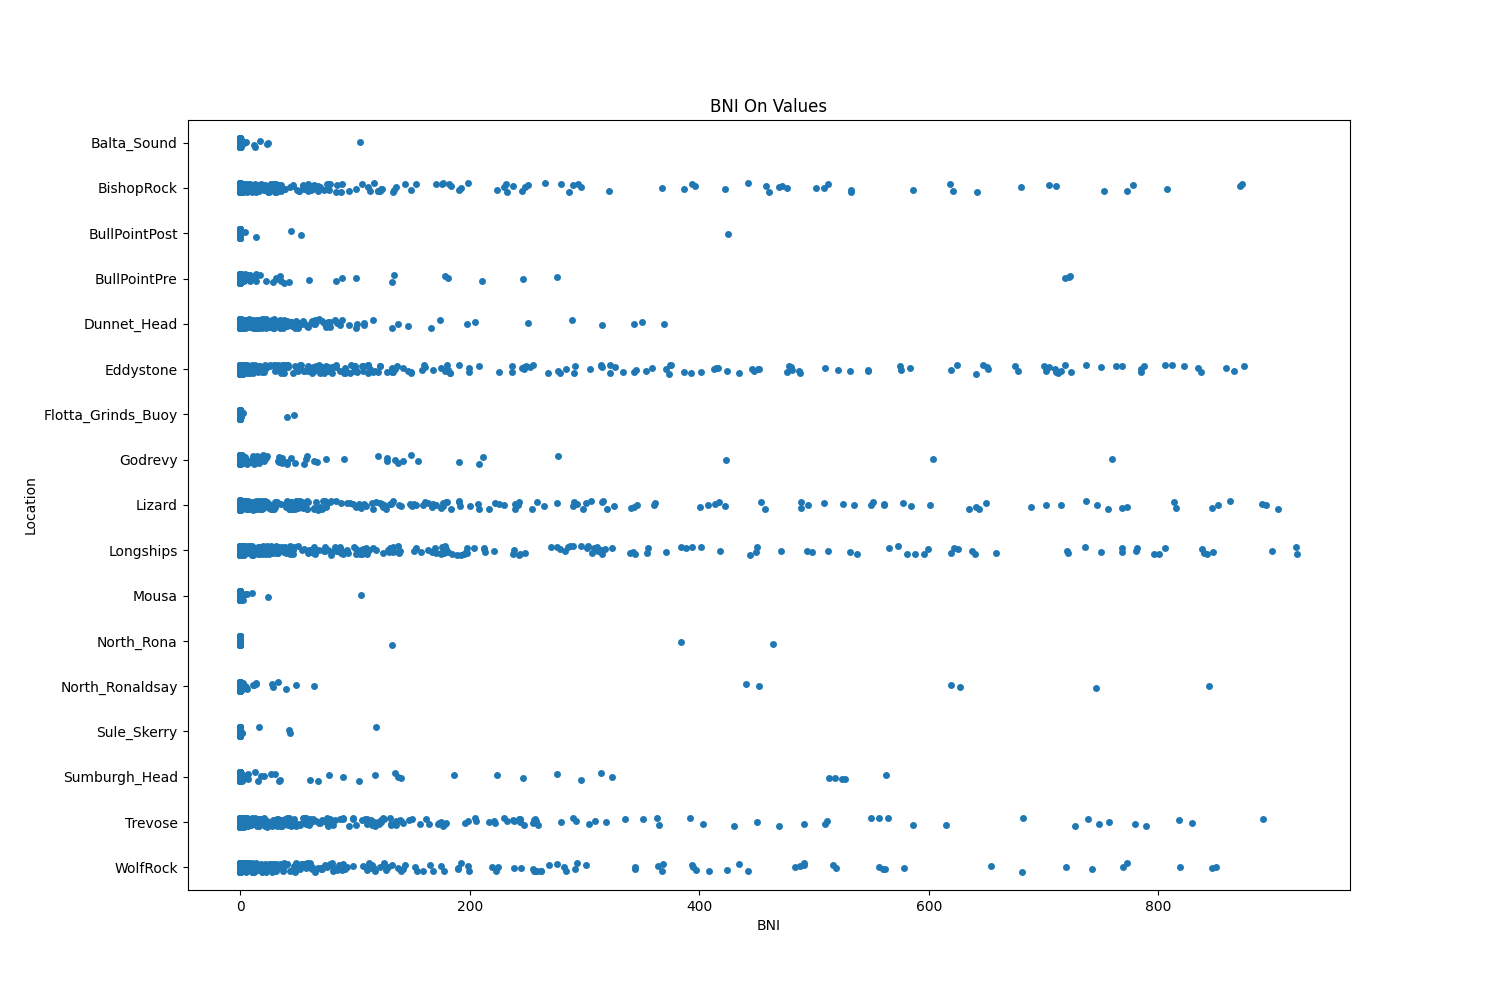 BNI On Values
Balta_Sound
BishopRock
BullPointPost
BullPointPre
Dunnet_Head
Eddystone
Flotta_Grinds_Buoy
Godrevy
Lizard
Longships
Mousa
North_Rona
North_Ronaldsay
Sule_Skerry
Sumburgh_Head
Trevose
WolfRock
Location
0 200 400 600 800
BNI